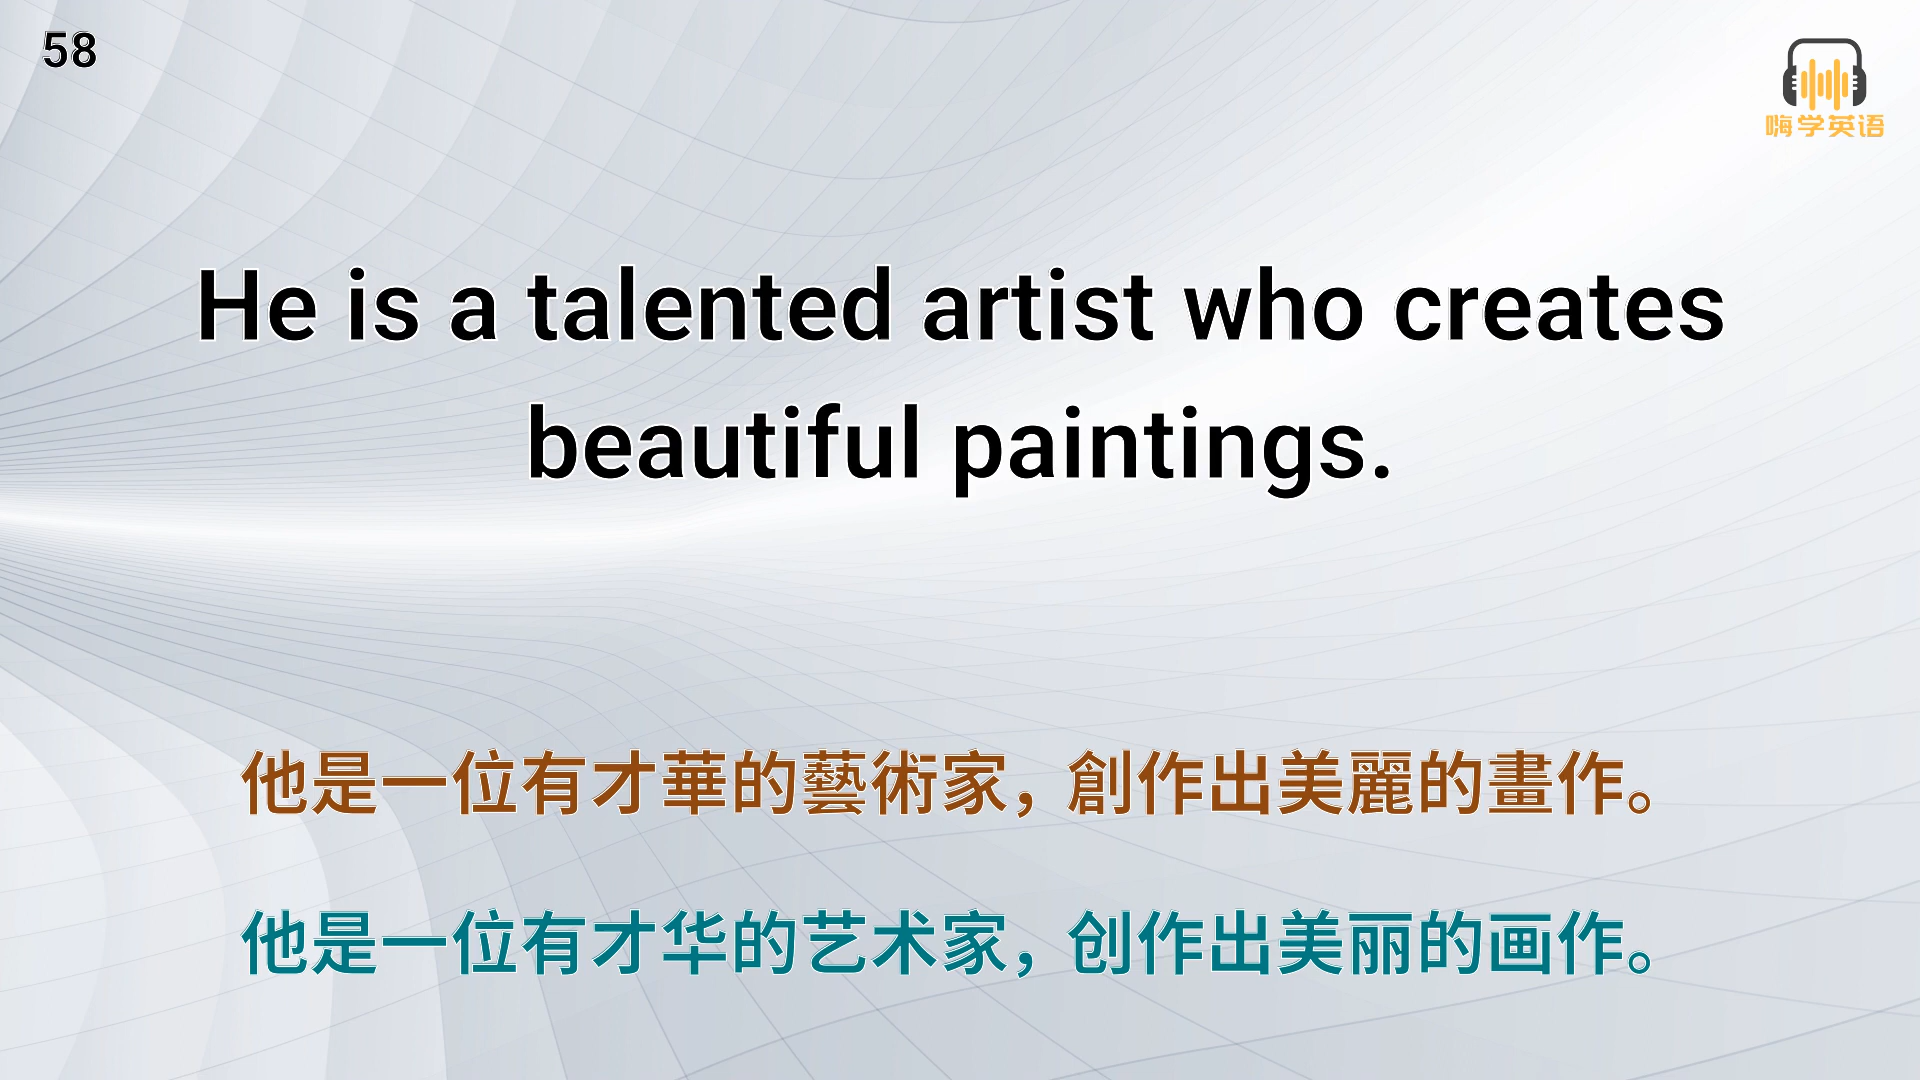 58
嗨学英语
He is a talented artist who creates
beautiful paintings.
他是一位有才華的藝術家，創作出美麗的畫作。
他是一位有才华的艺术家，创作出美丽的画作。